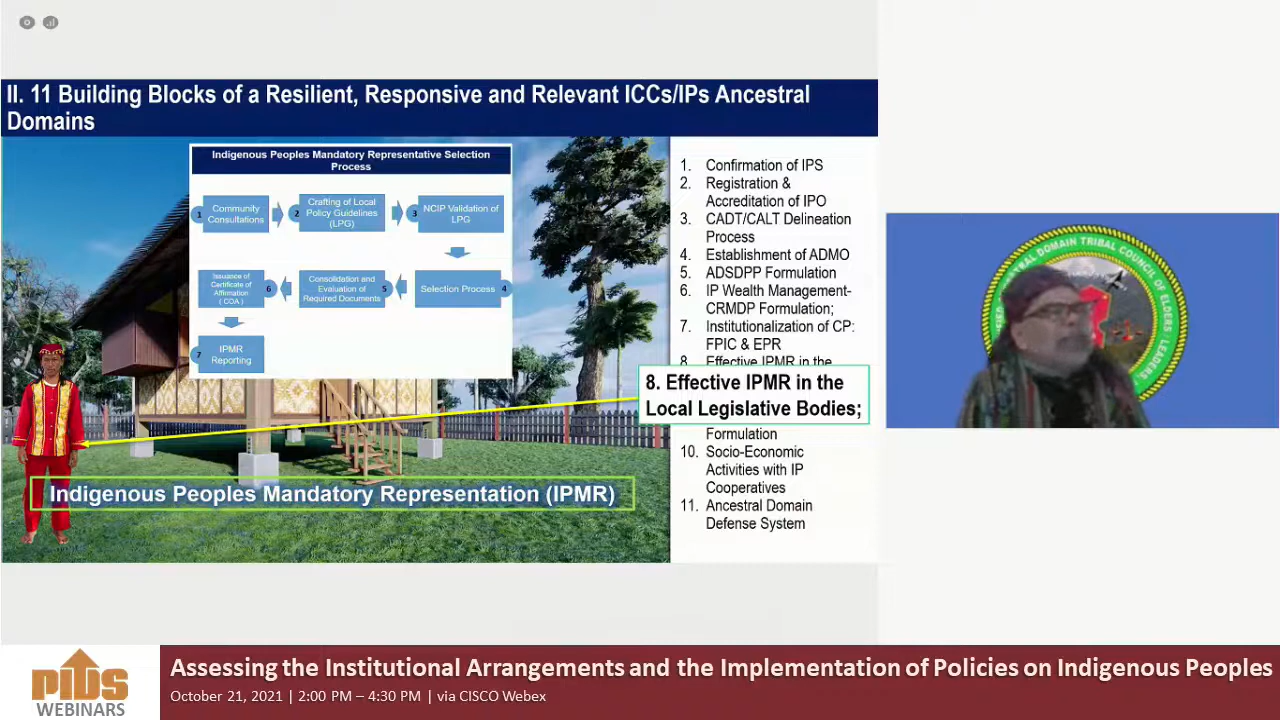 II. 11 Building Blocks of a Resilient, Responsive and Relevant ICCs/IPs Ancestral
Domains
Indigenous Peoples Mandatory Representative Selection
Process
1 Community
Consultations
2 Crafting of Local
Policy Guidelines
(LPG)
3 NCIP Validation of
LPG
Selection Process 4
Consolidation and
Evaluation of
Required Documents 5
Issuance of
Certificate of
Affirmation
( COA ) 6
7 IPMR
Reporting
Indigenous Peoples Mandatory Representation (IPMR)
1. Confirmation of IPS
2. Registration &
Accreditation of IPO
3. CADT/CALT Delineation
Process
4. Establishment of ADMO
5. ADSDPP Formulation
6. IP Wealth Management-
CRMDP Formulation;
7. Institutionalization of CP:
FPIC & EPR
8. Effective IPMR in the
8. Effective IPMR in the
Local Legislative Bodies;
Formulation
10. Socio-Economic
Activities with IP
Cooperatives
11. Ancestral Domain
Defense System
DOMAIN TRIBAL COUNCIL OF ELDERS
LEADERS
pids
WEBINARS
Assessing the Institutional Arrangements and the Implementation of Policies on Indigenous Peoples
October 21, 2021 | 2:00 PM – 4:30 PM | via CISCO Webex